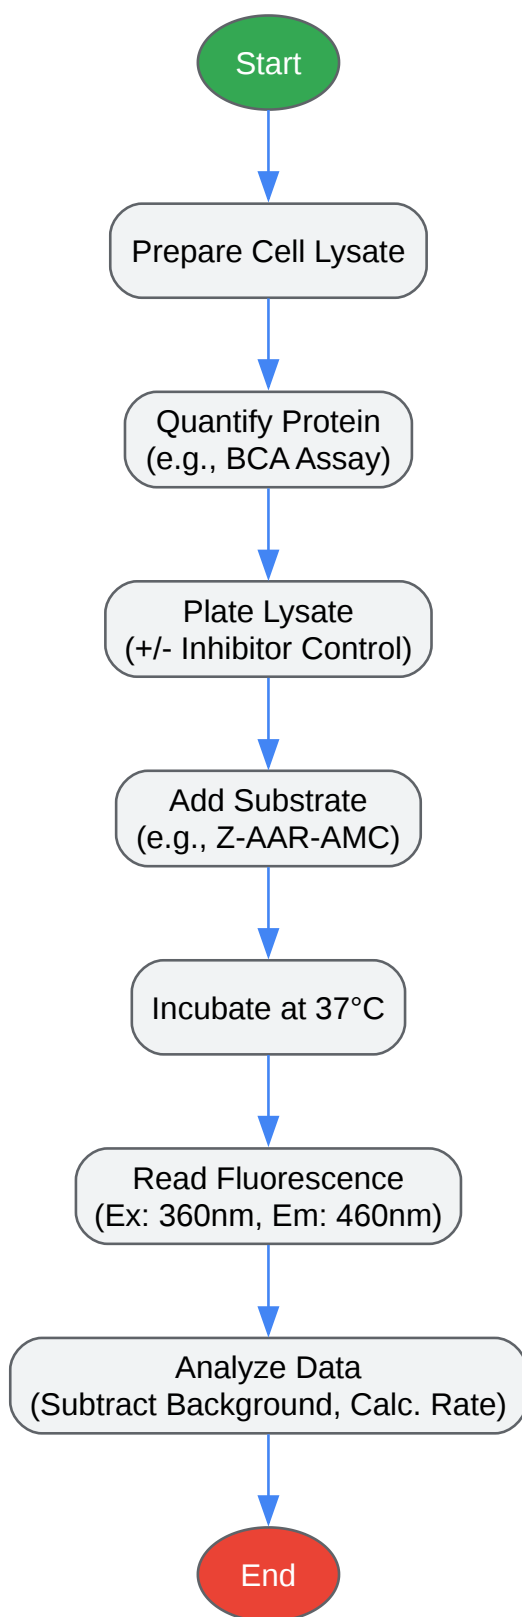 Start
Prepare Cell Lysate
Quantify Protein
(e.g., BCA Assay)
Plate Lysate
(+/- Inhibitor Control)
Add Substrate
(e.g., Z-AAR-AMC)
Incubate at 37°C
Read Fluorescence
(Ex: 360nm, Em: 460nm)
Analyze Data
(Subtract Background, Calc. Rate)
End